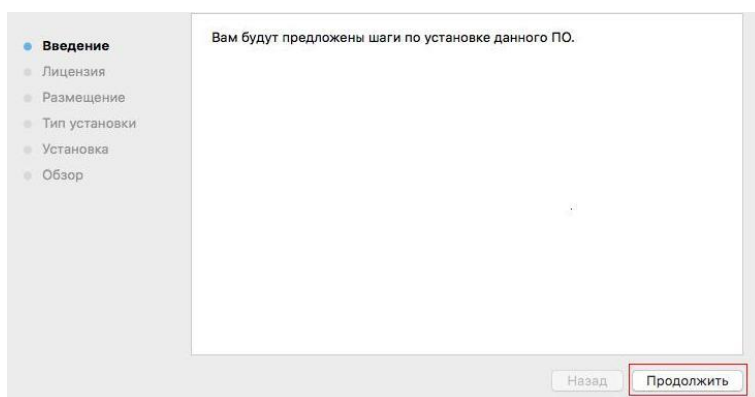 Введение
Лицензия
Размещение
Тип установки
Установка
Обзор
Вам будут предложены шаги по установке данного ПО.
Назад
Продолжить